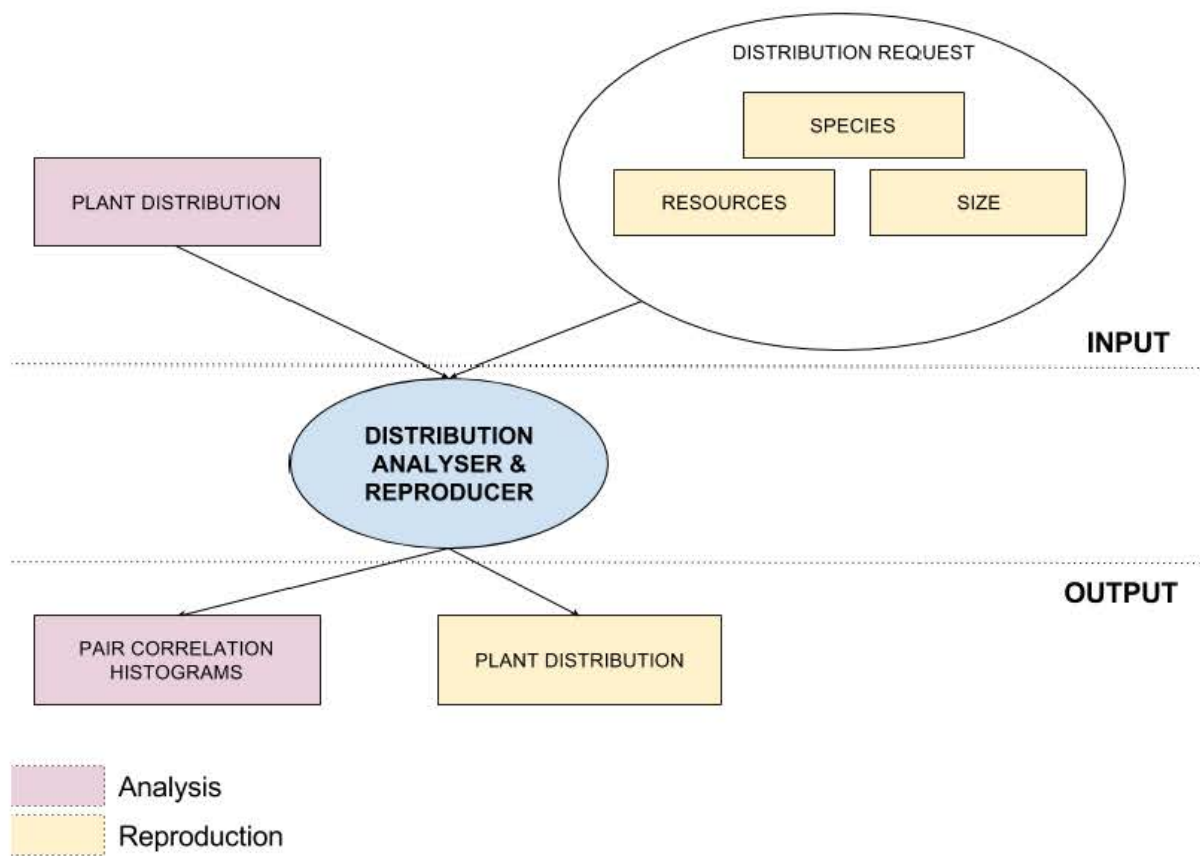 DISTRIBUTION REQUEST
SPECIES
PLANT DISTRIBUTION
RESOURCES
SIZE
INPUT
DISTRIBUTION
ANALYSER &
REPRODUCER
OUTPUT
PAIR CORRELATION
HISTOGRAMS
PLANT DISTRIBUTION
Analysis
Reproduction